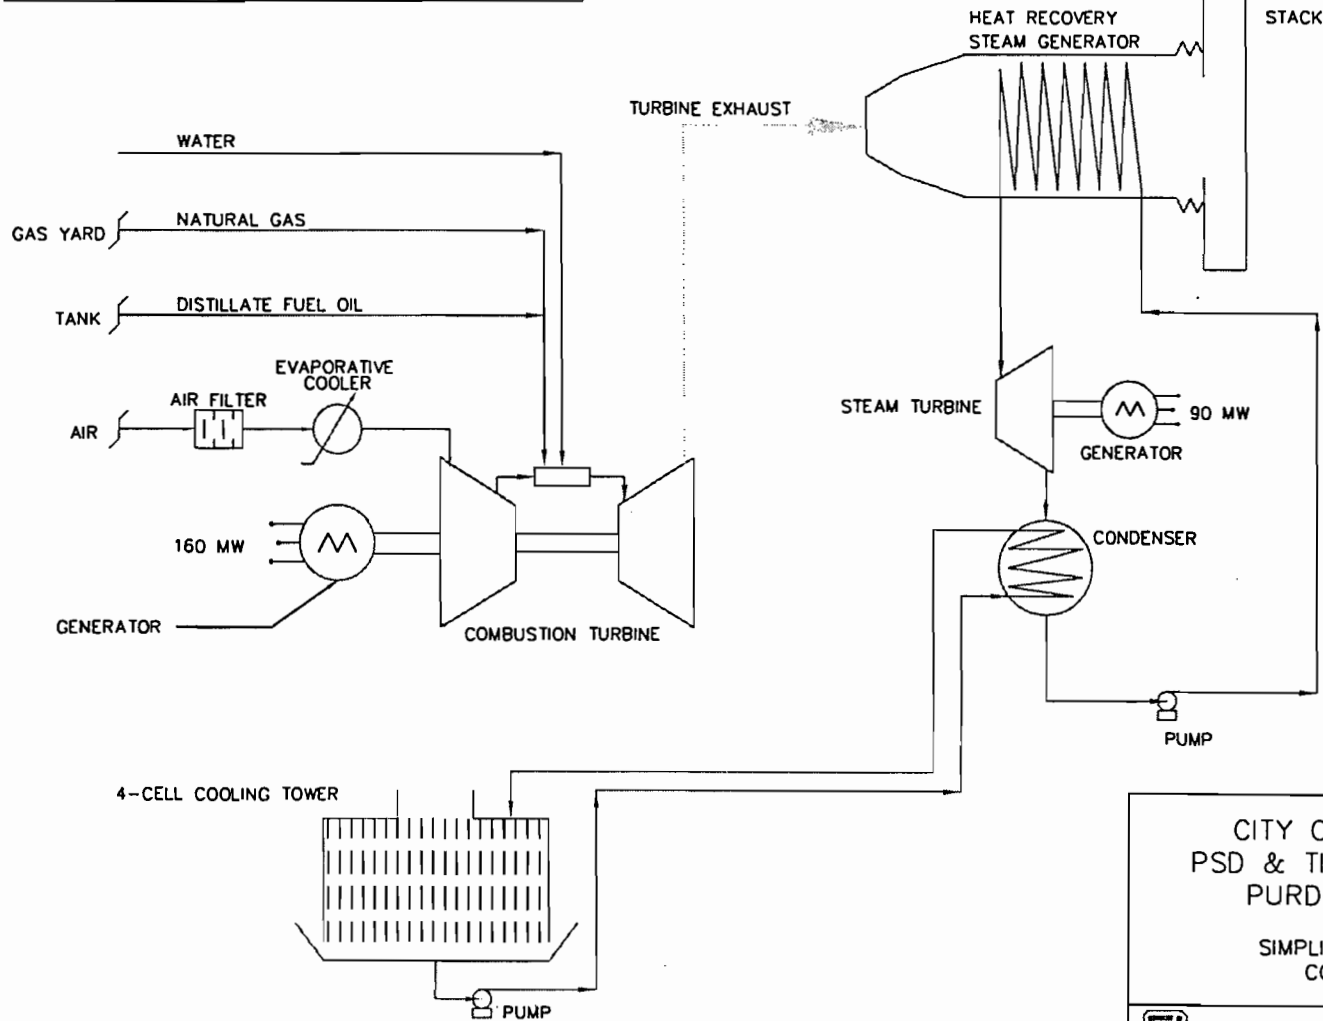 HEAT RECOVERY
STEAM GENERATOR
STACK
TURBINE EXHAUST
WATER
NATURAL GAS
GAS YARD
DISTILLATE FUEL OIL
TANK
EVAPORATIVE
COOLER
AIR FILTER
AIR
STEAM TURBINE
90 MW
GENERATOR
160 MW
CONDENSER
GENERATOR
COMBUSTION TURBINE
PUMP
4-CELL COOLING TOWER
PUMP
CITY
PSD &
PURD
SIMPLI